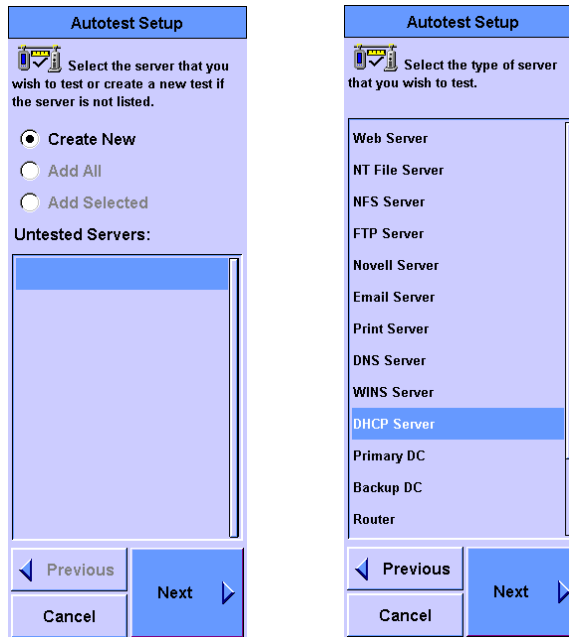 Autotest Setup
Select the server that you
wish to test or create a new test if
the server is not listed.
Create New
Add All
Add Selected
Untested Servers:
Previous
Next
Cancel
Autotest Setup
Select the type of server
that you wish to test.
Web Server
NT File Server
NFS Server
FTP Server
Novell Server
Email Server
Print Server
DNS Server
WINS Server
DHCP Server
Primary DC
Backup DC
Router
Previous
Next
Cancel